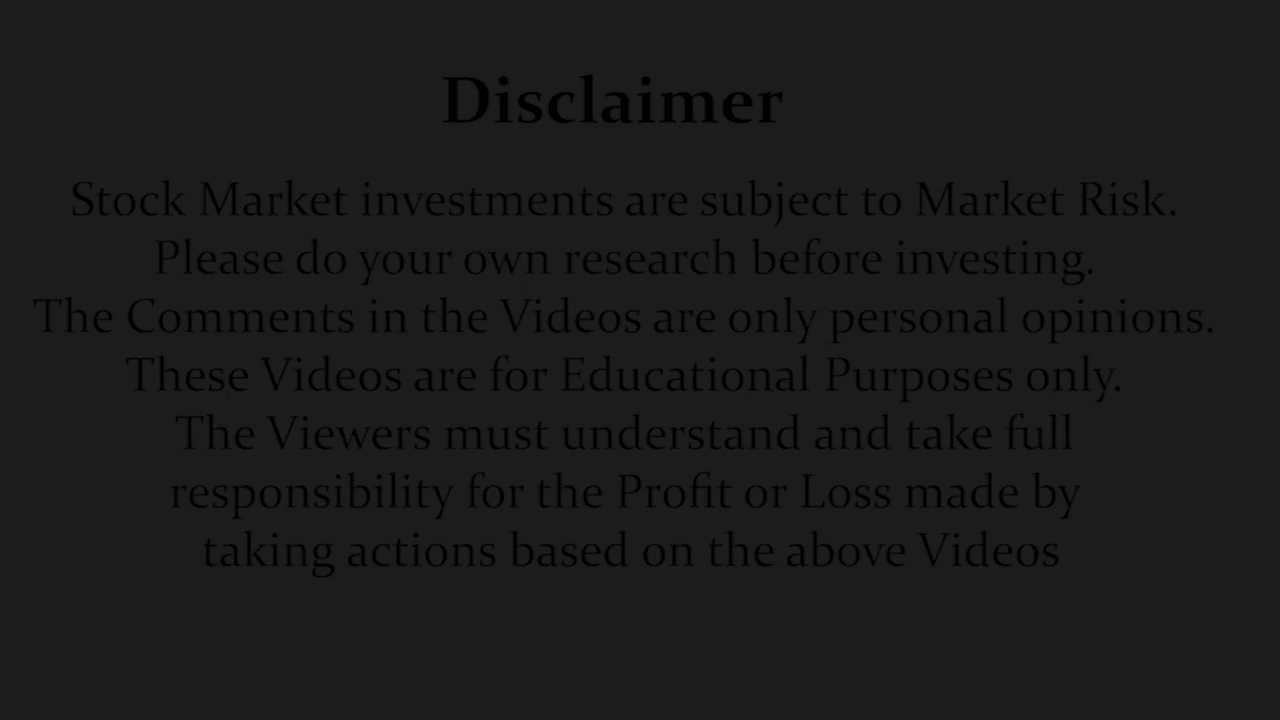 Disclaimer
Stock Market investments are subject to Market Risk.
Please do your own research before investing.
The Comments in the Videos are only personal opinions.
These Videos are for Educational Purposes only.
The Viewers must understand and take full
responsibility for the Profit or Loss made by
taking actions based on the above Videos